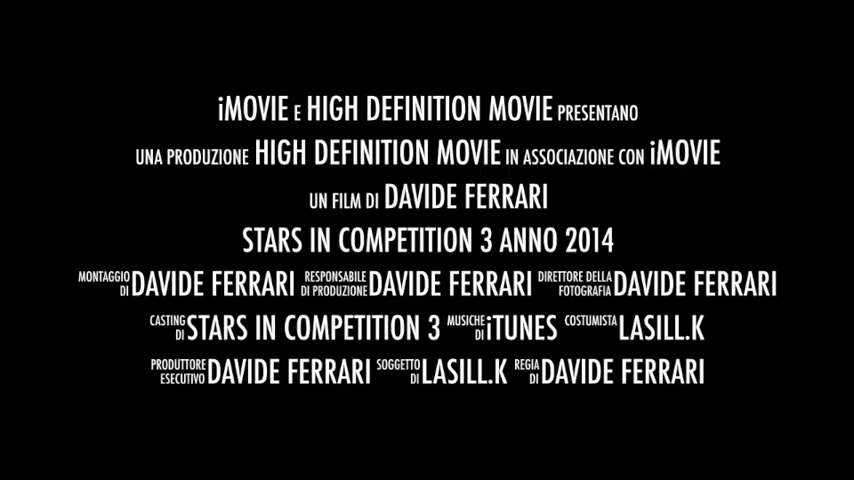 iMOVIE E HIGH DEFINITION MOVIE PRESENTANO
UNA PRODUZIONE HIGH DEFINITION MOVIE IN ASSOCIAZIONE CON iMOVIE
UN FILM DI DAVIDE FERRARI
STARS IN COMPETITION 3 ANNO 2014
MONTAGGIO DI DAVIDE FERRARI RESPONSABILE DI PRODUZIONE DAVIDE FERRARI DIRETTORE DELLA FOTOGRAFIA DAVIDE FERRARI
CASTING DI STARS IN COMPETITION 3 MUSICHE DI iTUNES COSTUMISTA LASILL.K
PRODUTTORE ESECUTIVO DAVIDE FERRARI SOGGETTO DI LASILL.K REGIA DI DAVIDE FERRARI